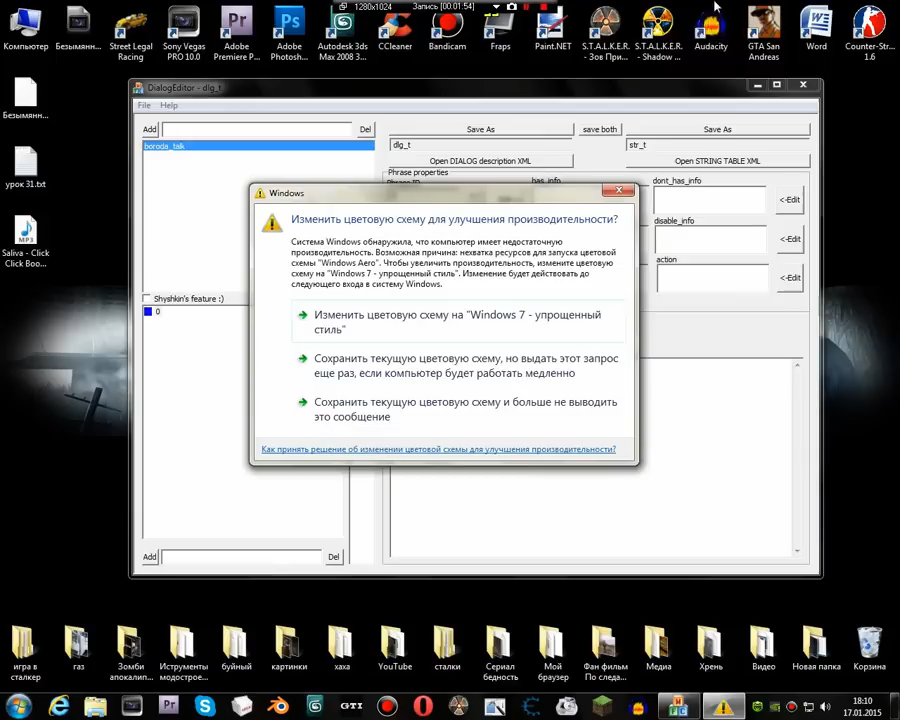 1280x1024 Запись [00:01:54]
Компьютер
Безымянн...
Street Legal Racing
Sony Vegas PRO 10.0
Adobe Premiere P...
Adobe Photosh...
Autodesk 3ds Max 2008 3...
CCleaner
Bandicam
Fraps
Paint.NET
S.T.A.L.K.E.R. - Зов При...
S.T.A.L.K.E.R. - Shadow ...
Audacity
GTA San Andreas
Word
Counter-Str... 1.6
Безымянн...
урок 31.txt
Saliva - Click Click Boo...
DialogEditor - dlg_t
File Help
Add Del
boroda_talk
Shyshkin's feature :)
0
Add Del
Save As save both Save As
dlg_t str_t
Open DIALOG description XML Open STRING TABLE XML
Phrase properties
Phrase ID has_info dont_has_info
<-Edit
disable_info
<-Edit
action
<-Edit
Windows
Изменить цветовую схему для улучшения производительности?
Система Windows обнаружила, что компьютер имеет недостаточную
производительность. Возможная причина: нехватка ресурсов для запуска цветовой
схемы "Windows Aero". Чтобы увеличить производительность, измените цветовую
схему на "Windows 7 - упрощенный стиль". Изменение будет действовать до
следующего входа в систему Windows.
Изменить цветовую схему на "Windows 7 - упрощенный
стиль"
Сохранить текущую цветовую схему, но выдать этот запрос
еще раз, если компьютер будет работать медленно
Сохранить текущую цветовую схему и больше не выводить
это сообщение
Как принять решение об изменении цветовой схемы для улучшения производительности?
игра в сталкер
газ
Зомби апокалип...
Иструменты модострое...
буйный
картинки
хаха
YouTube
сталки
Сериал бедность
Мой браузер
Фан фильм По следа...
Медиа
Хрень
Видео
Новая папка
Корзина
GTI
18:10
17.01.2015